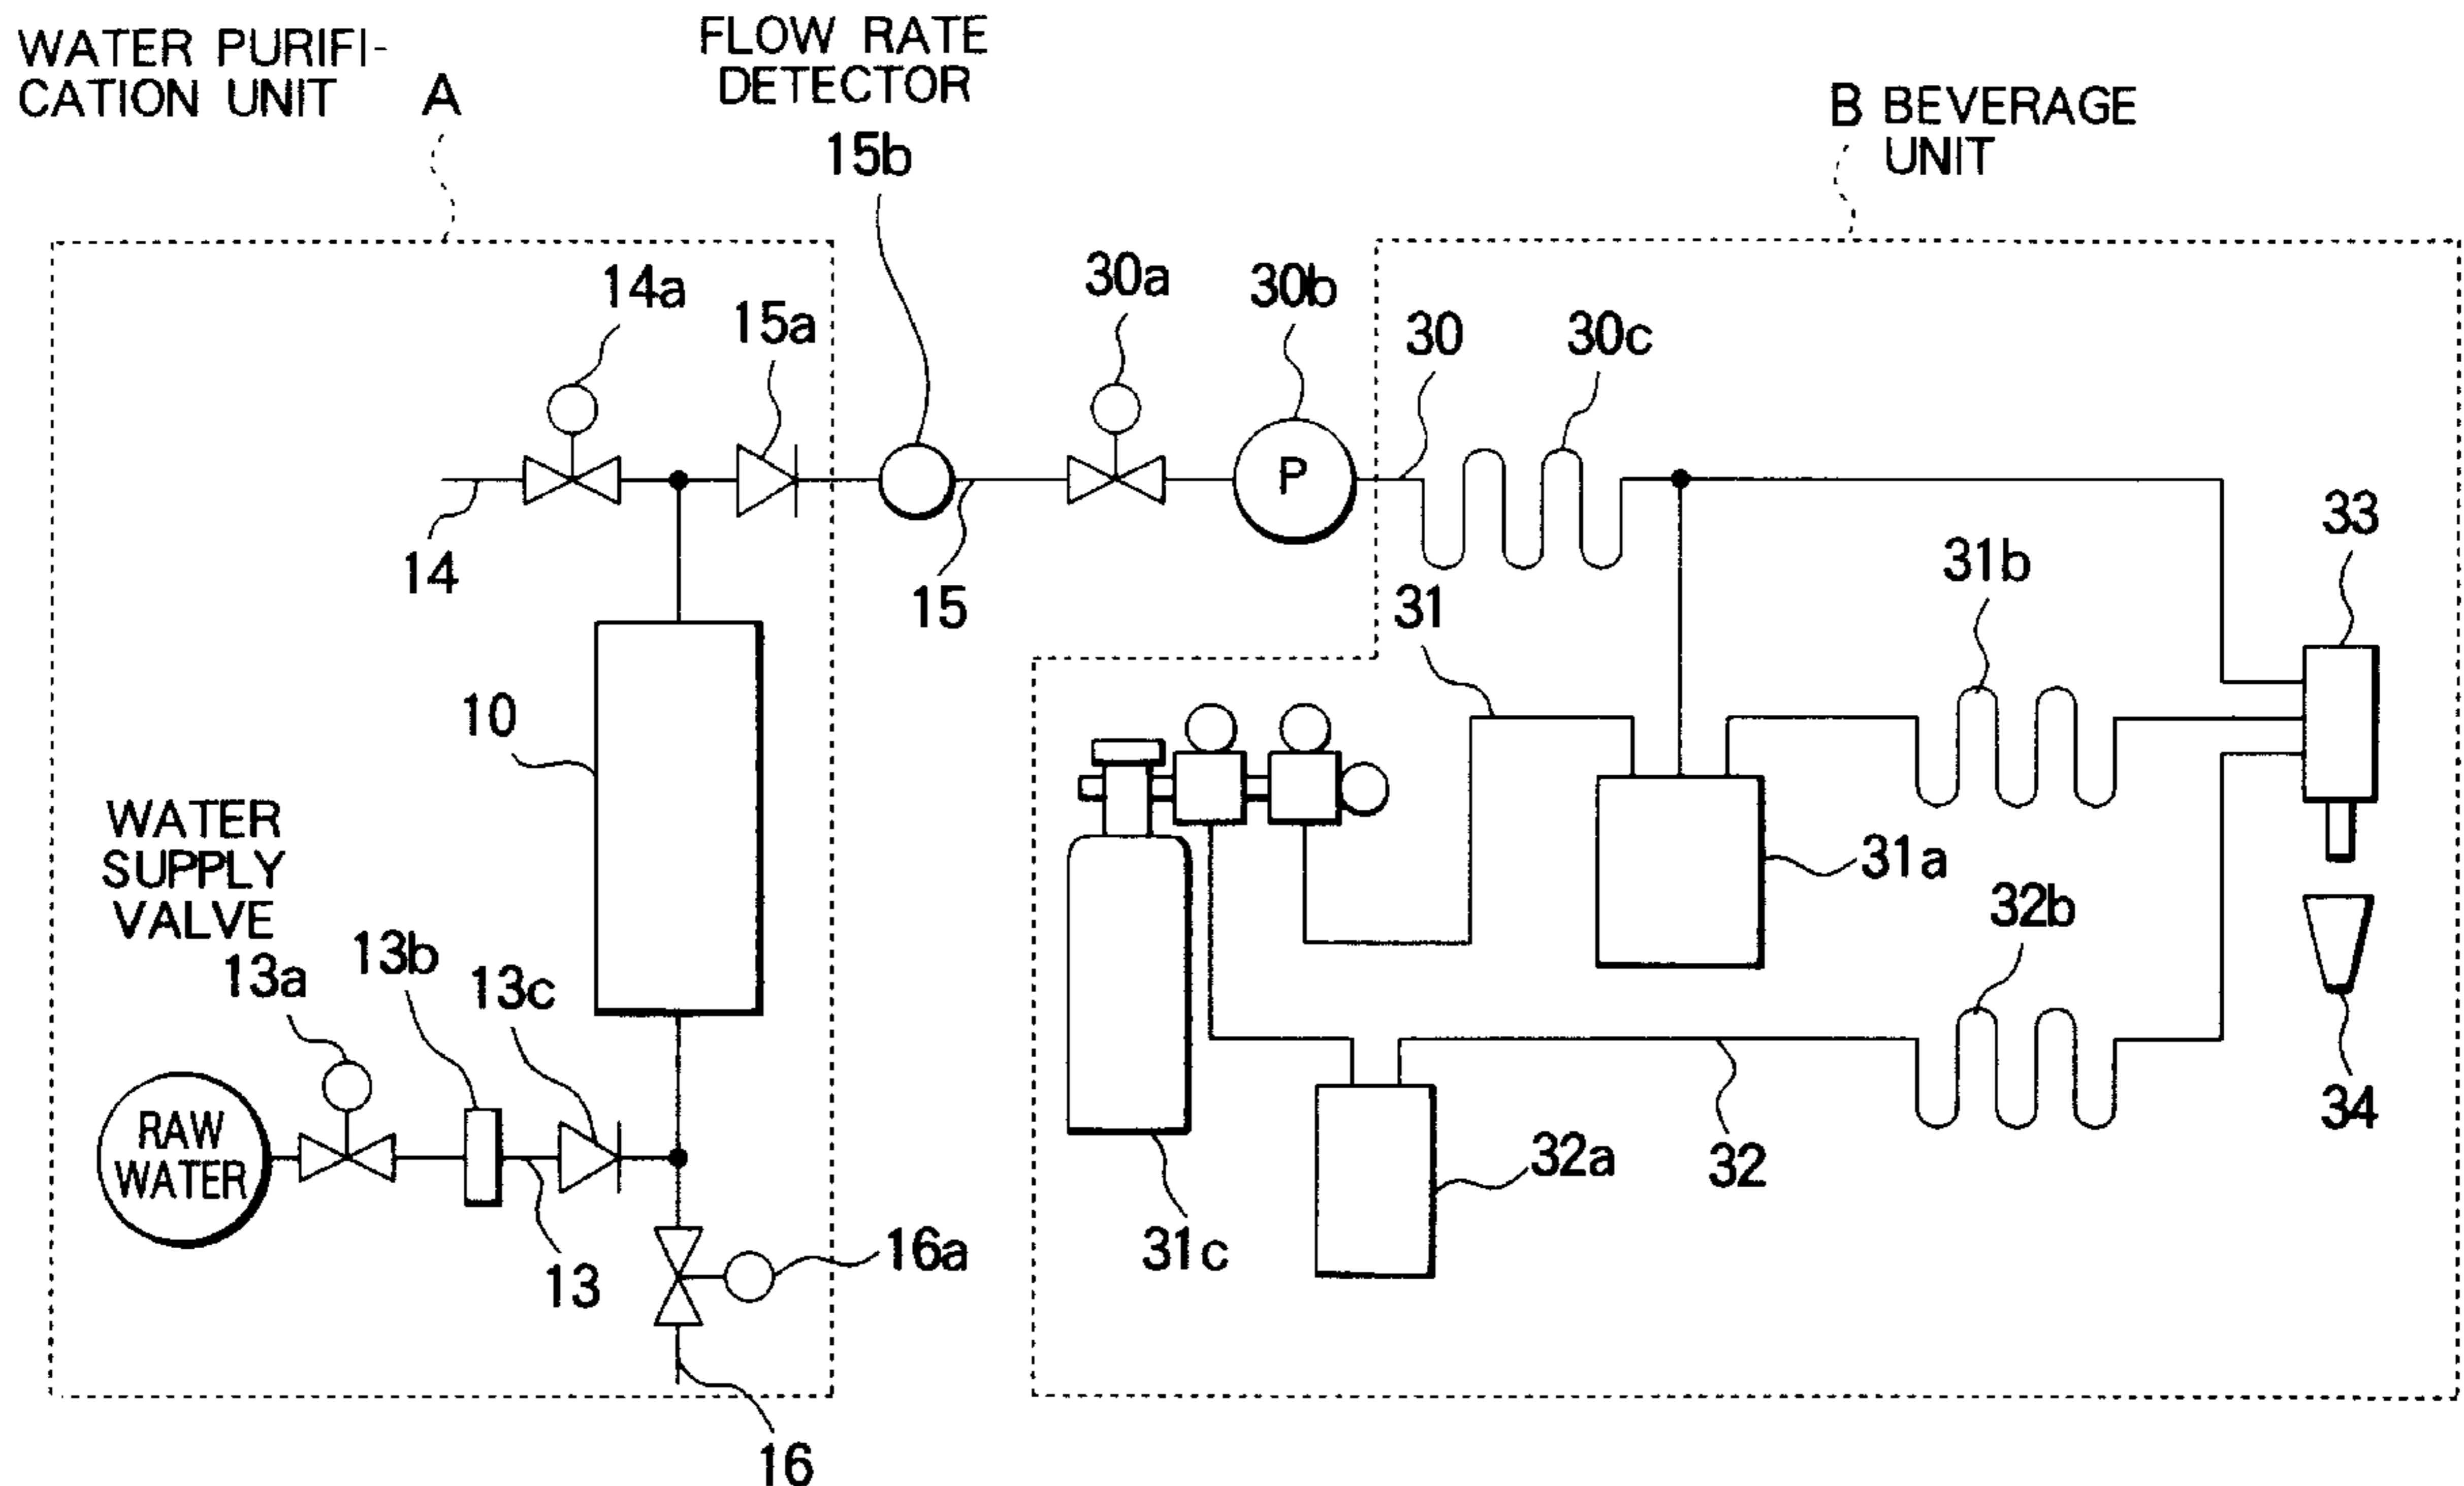 WATER PURIFI-
CATION UNIT
A
FLOW RATE
DETECTOR
15b
B BEVERAGE
UNIT
14a
15a
30a
30b
30
30c
P
33
14
15
31
31b
10
WATER
SUPPLY
VALVE
13a
13b
13c
31a
32b
34
RAW
WATER
32a
32
16a
31c
13
16